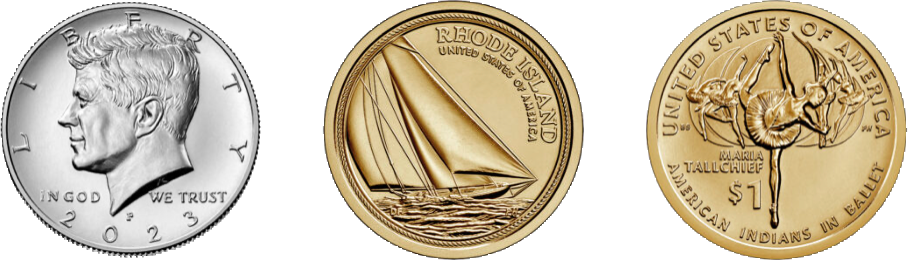 LIBERTY
IN GOD WE TRUST
P
2023
RHODE ISLAND
UNITED STATES OF AMERICA
UNITED STATES OF AMERICA
MARIA
TALLCHIEF
$1
AMERICAN INDIANS IN BALLET